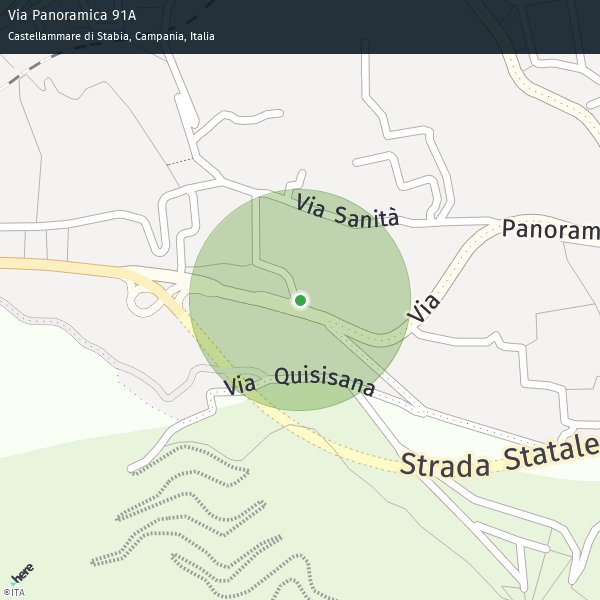 Via Panoramica 91A
Castellammare di Stabia, Campania, Italia
Via Sanità
Panoram
Via
Via Quisisana
Strada Statale
here
©ITA